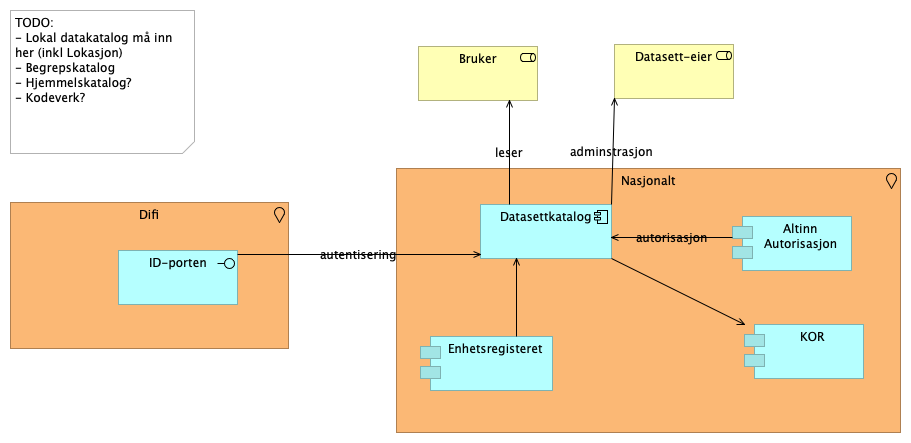 TODO:
- Lokal datakatalog må inn
her (inkl Lokasjon)
- Begrepskatalog
- Hjemmelskatalog?
- Kodeverk?
Bruker
Datasett-eier
leser
adminstrasjon
Nasjonalt
Difi
Datasettkatalog
Altinn
Autorisasjon
autorisasjon
ID-porten
autentisering
Enhetsregisteret
KOR